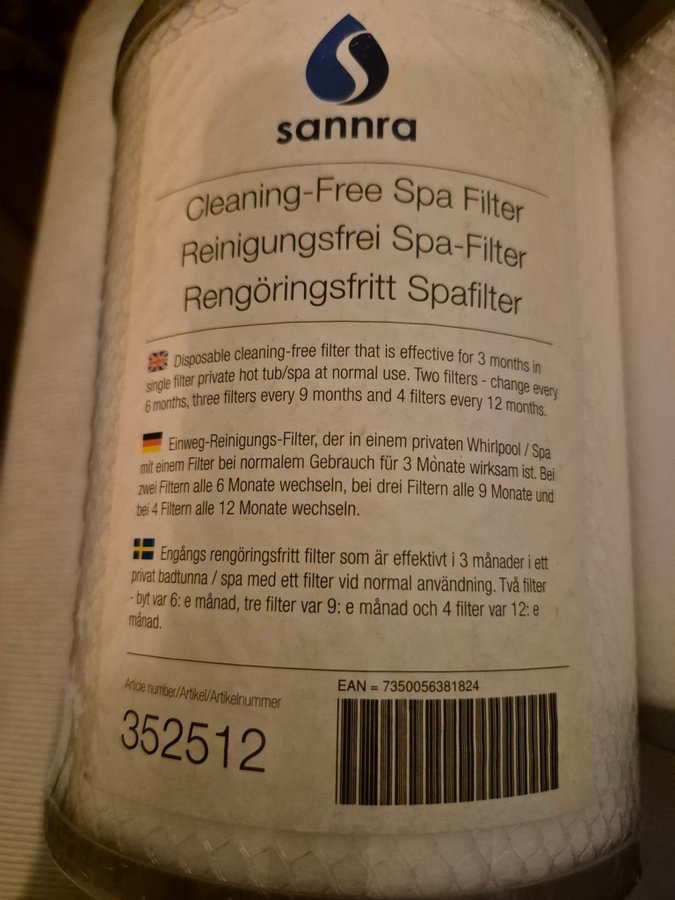 sannra
Cleaning-Free Spa Filter
Reinigungsfrei Spa-Filter
Rengöringsfritt Spafilter
Disposable cleaning-free filter that is effective for 3 months in
single filter private hot tub/spa at normal use. Two filters - change every
6 months, three filters every 9 months and 4 filters every 12 months.
Einweg-Reinigungs-Filter, der in einem privaten Whirlpool / Spa
mit einem Filter bei normalem Gebrauch für 3 Monate wirksam ist. Bei
zwei Filtern alle 6 Monate wechseln, bei drei Filtern alle 9 Monate und
bei 4 Filtern alle 12 Monate wechseln.
Engångs rengöringsfritt filter som är effektivt i 3 månader i ett
privat badtunna / spa med ett filter vid normal användning. Två filter
- byt var 6: e månad, tre filter var 9: e månad och 4 filter var 12: e
månad.
Article number/Artikel/Artikelnummer
352512
EAN = 7350056381824